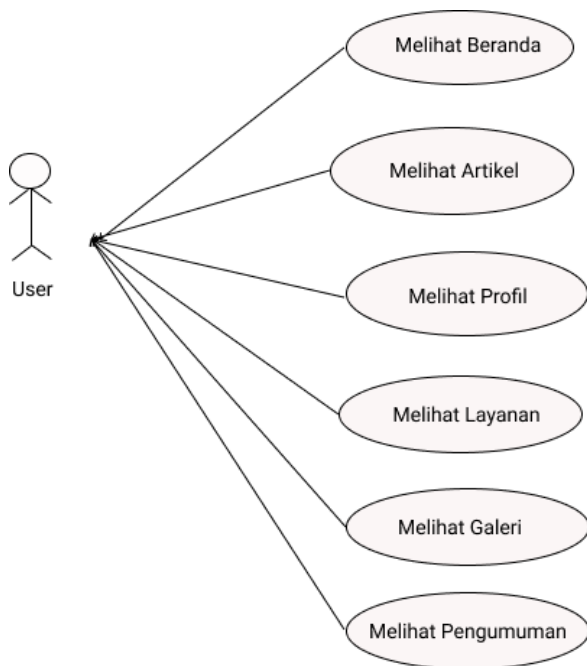 Melihat Beranda
Melihat Artikel
User
Melihat Profil
Melihat Layanan
Melihat Galeri
Melihat Pengumuman